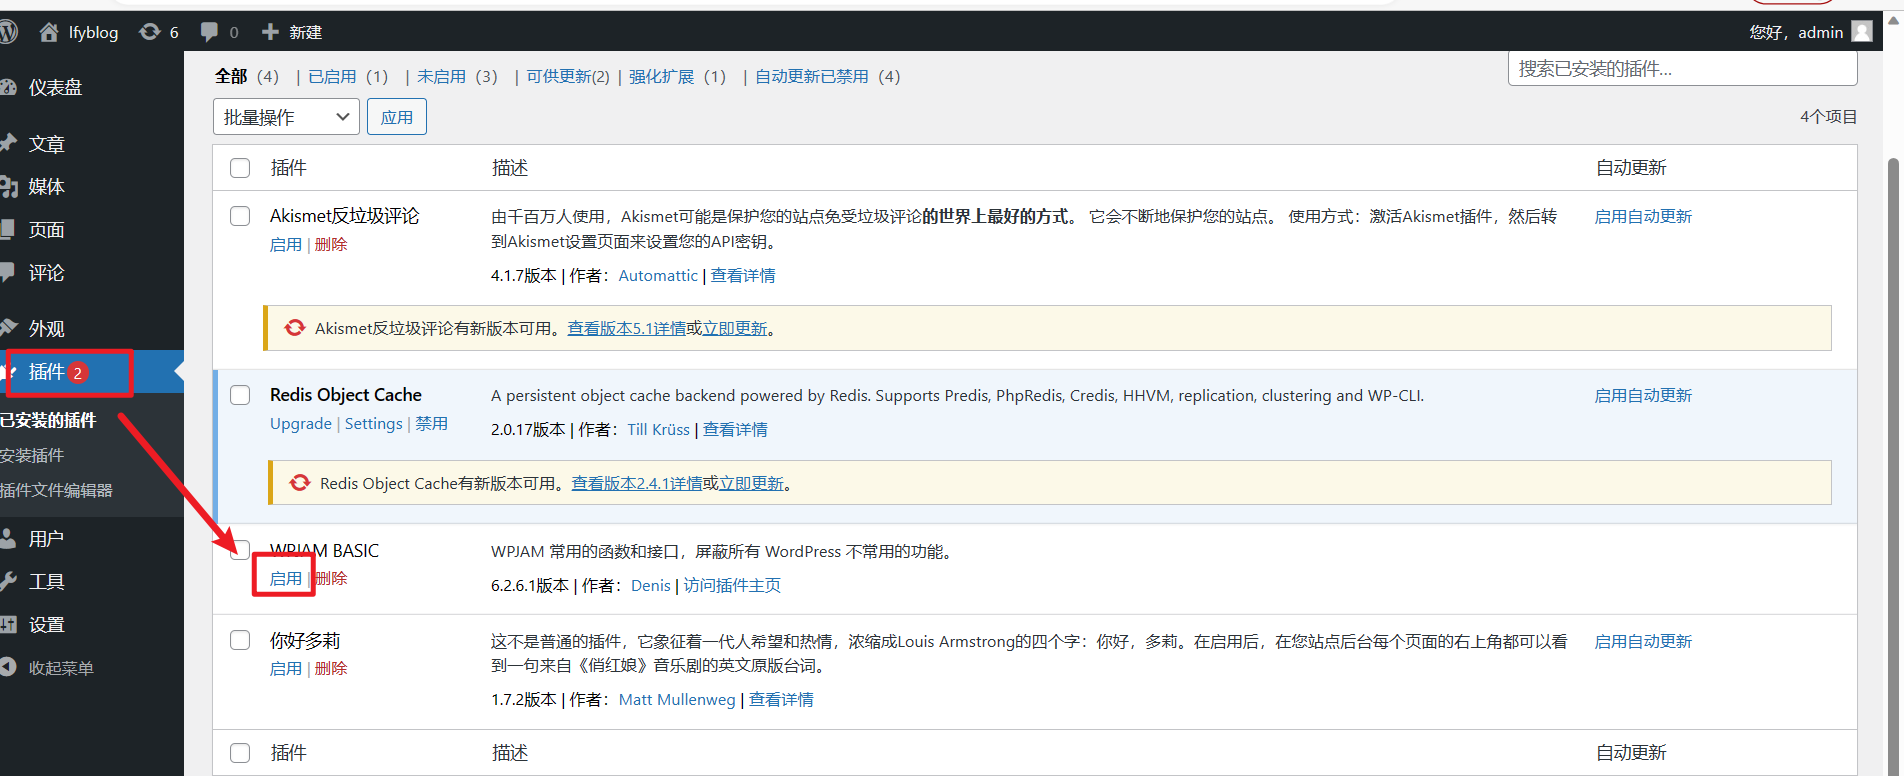 lfyblog 6 0 新建 您好，admin
仪表盘
文章
媒体
页面
评论
外观
插件 2
已安装的插件
安装插件
插件文件编辑器
用户
工具
设置
收起菜单
全部 （4） | 已启用 （1） | 未启用 （3） | 可供更新(2) | 强化扩展 （1） | 自动更新已禁用 （4）
搜索已安装的插件...
批量操作 应用 4个项目
插件 描述 自动更新
Akismet反垃圾评论
启用 | 删除
由千百万人使用，Akismet可能是保护您的站点免受垃圾评论的世界上最好的方式。 它会不断地保护您的站点。 使用方式：激活Akismet插件，然后转
到Akismet设置页面来设置您的API密钥。
4.1.7版本 | 作者：Automattic | 查看详情
启用自动更新
Akismet反垃圾评论有新版本可用。查看版本5.1详情或立即更新。
Redis Object Cache
Upgrade | Settings | 禁用
A persistent object cache backend powered by Redis. Supports Predis, PhpRedis, Credis, HHVM, replication, clustering and WP-CLI.
2.0.17版本 | 作者：Till Krüss | 查看详情
启用自动更新
Redis Object Cache有新版本可用。查看版本2.4.1详情或立即更新。
WPJAM BASIC
启用 | 删除
WPJAM 常用的函数和接口，屏蔽所有 WordPress 不常用的功能。
6.2.6.1版本 | 作者：Denis | 访问插件主页
你好多莉
启用 | 删除
这不是普通的插件，它象征着一代人希望和热情，浓缩成Louis Armstrong的四个字：你好，多莉。在启用后，在您站点后台每个页面的右上角都可以看
到一句来自《俏红娘》音乐剧的英文原版台词。
1.7.2版本 | 作者：Matt Mullenweg | 查看详情
启用自动更新
插件 描述 自动更新